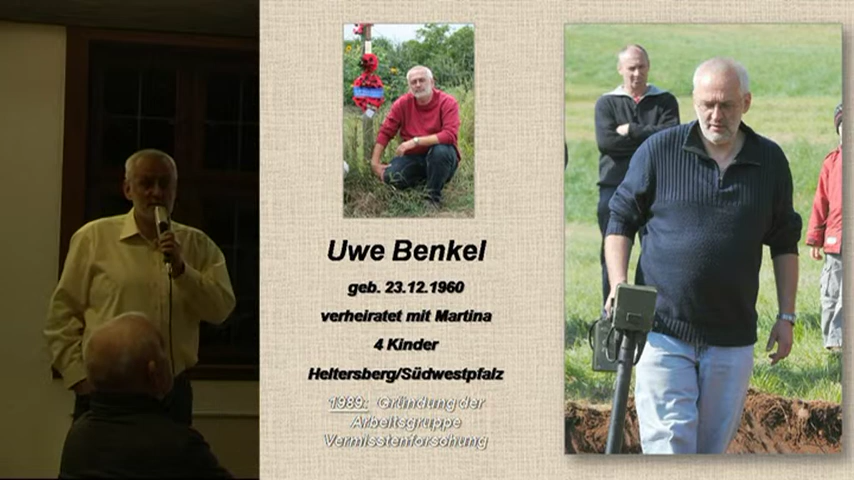 Uwe Benkel
geb. 23.12.1960
verheiratet mit Martina
4 Kinder
Heltersberg/Südwestpfalz
1989: Gründung der
Arbeitsgruppe
Vermisstenforschung